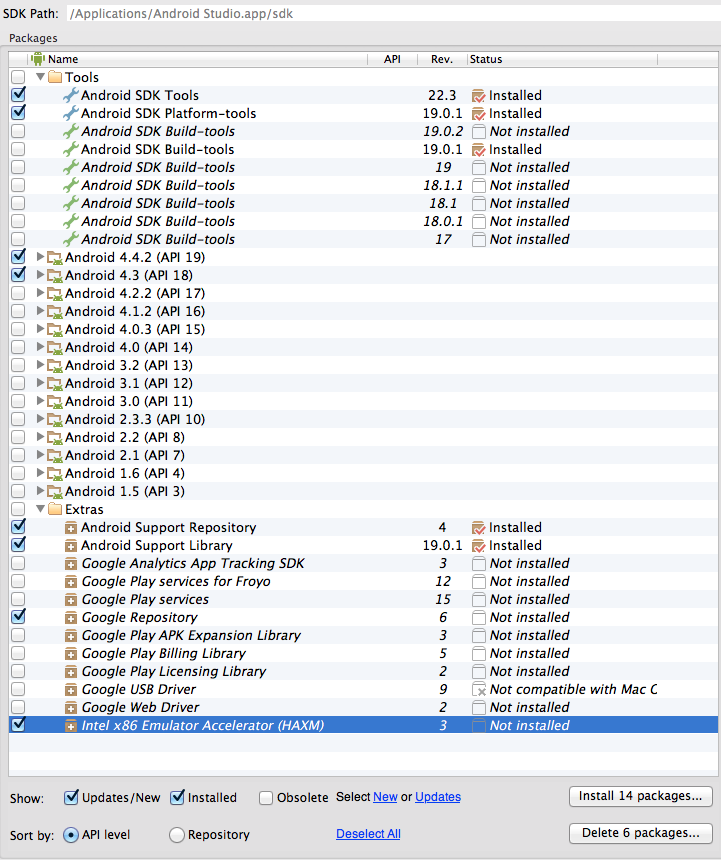 SDK Path: /Applications/Android Studio.app/sdk
Packages
Name API Rev. Status
Tools
Android SDK Tools 22.3 Installed
Android SDK Platform-tools 19.0.1 Installed
Android SDK Build-tools 19.0.2 Not installed
Android SDK Build-tools 19.0.1 Installed
Android SDK Build-tools 19 Not installed
Android SDK Build-tools 18.1.1 Not installed
Android SDK Build-tools 18.1 Not installed
Android SDK Build-tools 18.0.1 Not installed
Android SDK Build-tools 17 Not installed
Android 4.4.2 (API 19)
Android 4.3 (API 18)
Android 4.2.2 (API 17)
Android 4.1.2 (API 16)
Android 4.0.3 (API 15)
Android 4.0 (API 14)
Android 3.2 (API 13)
Android 3.1 (API 12)
Android 3.0 (API 11)
Android 2.3.3 (API 10)
Android 2.2 (API 8)
Android 2.1 (API 7)
Android 1.6 (API 4)
Android 1.5 (API 3)
Extras
Android Support Repository 4 Installed
Android Support Library 19.0.1 Installed
Google Analytics App Tracking SDK 3 Not installed
Google Play services for Froyo 12 Not installed
Google Play services 15 Not installed
Google Repository 6 Not installed
Google Play APK Expansion Library 3 Not installed
Google Play Billing Library 5 Not installed
Google Play Licensing Library 2 Not installed
Google USB Driver 9 Not compatible with Mac O
Google Web Driver 2 Not installed
Intel x86 Emulator Accelerator (HAXM) 3 Not installed
Show: Updates/New Installed Obsolete Select New or Updates Install 14 packages...
Sort by: API level Repository Deselect All Delete 6 packages...